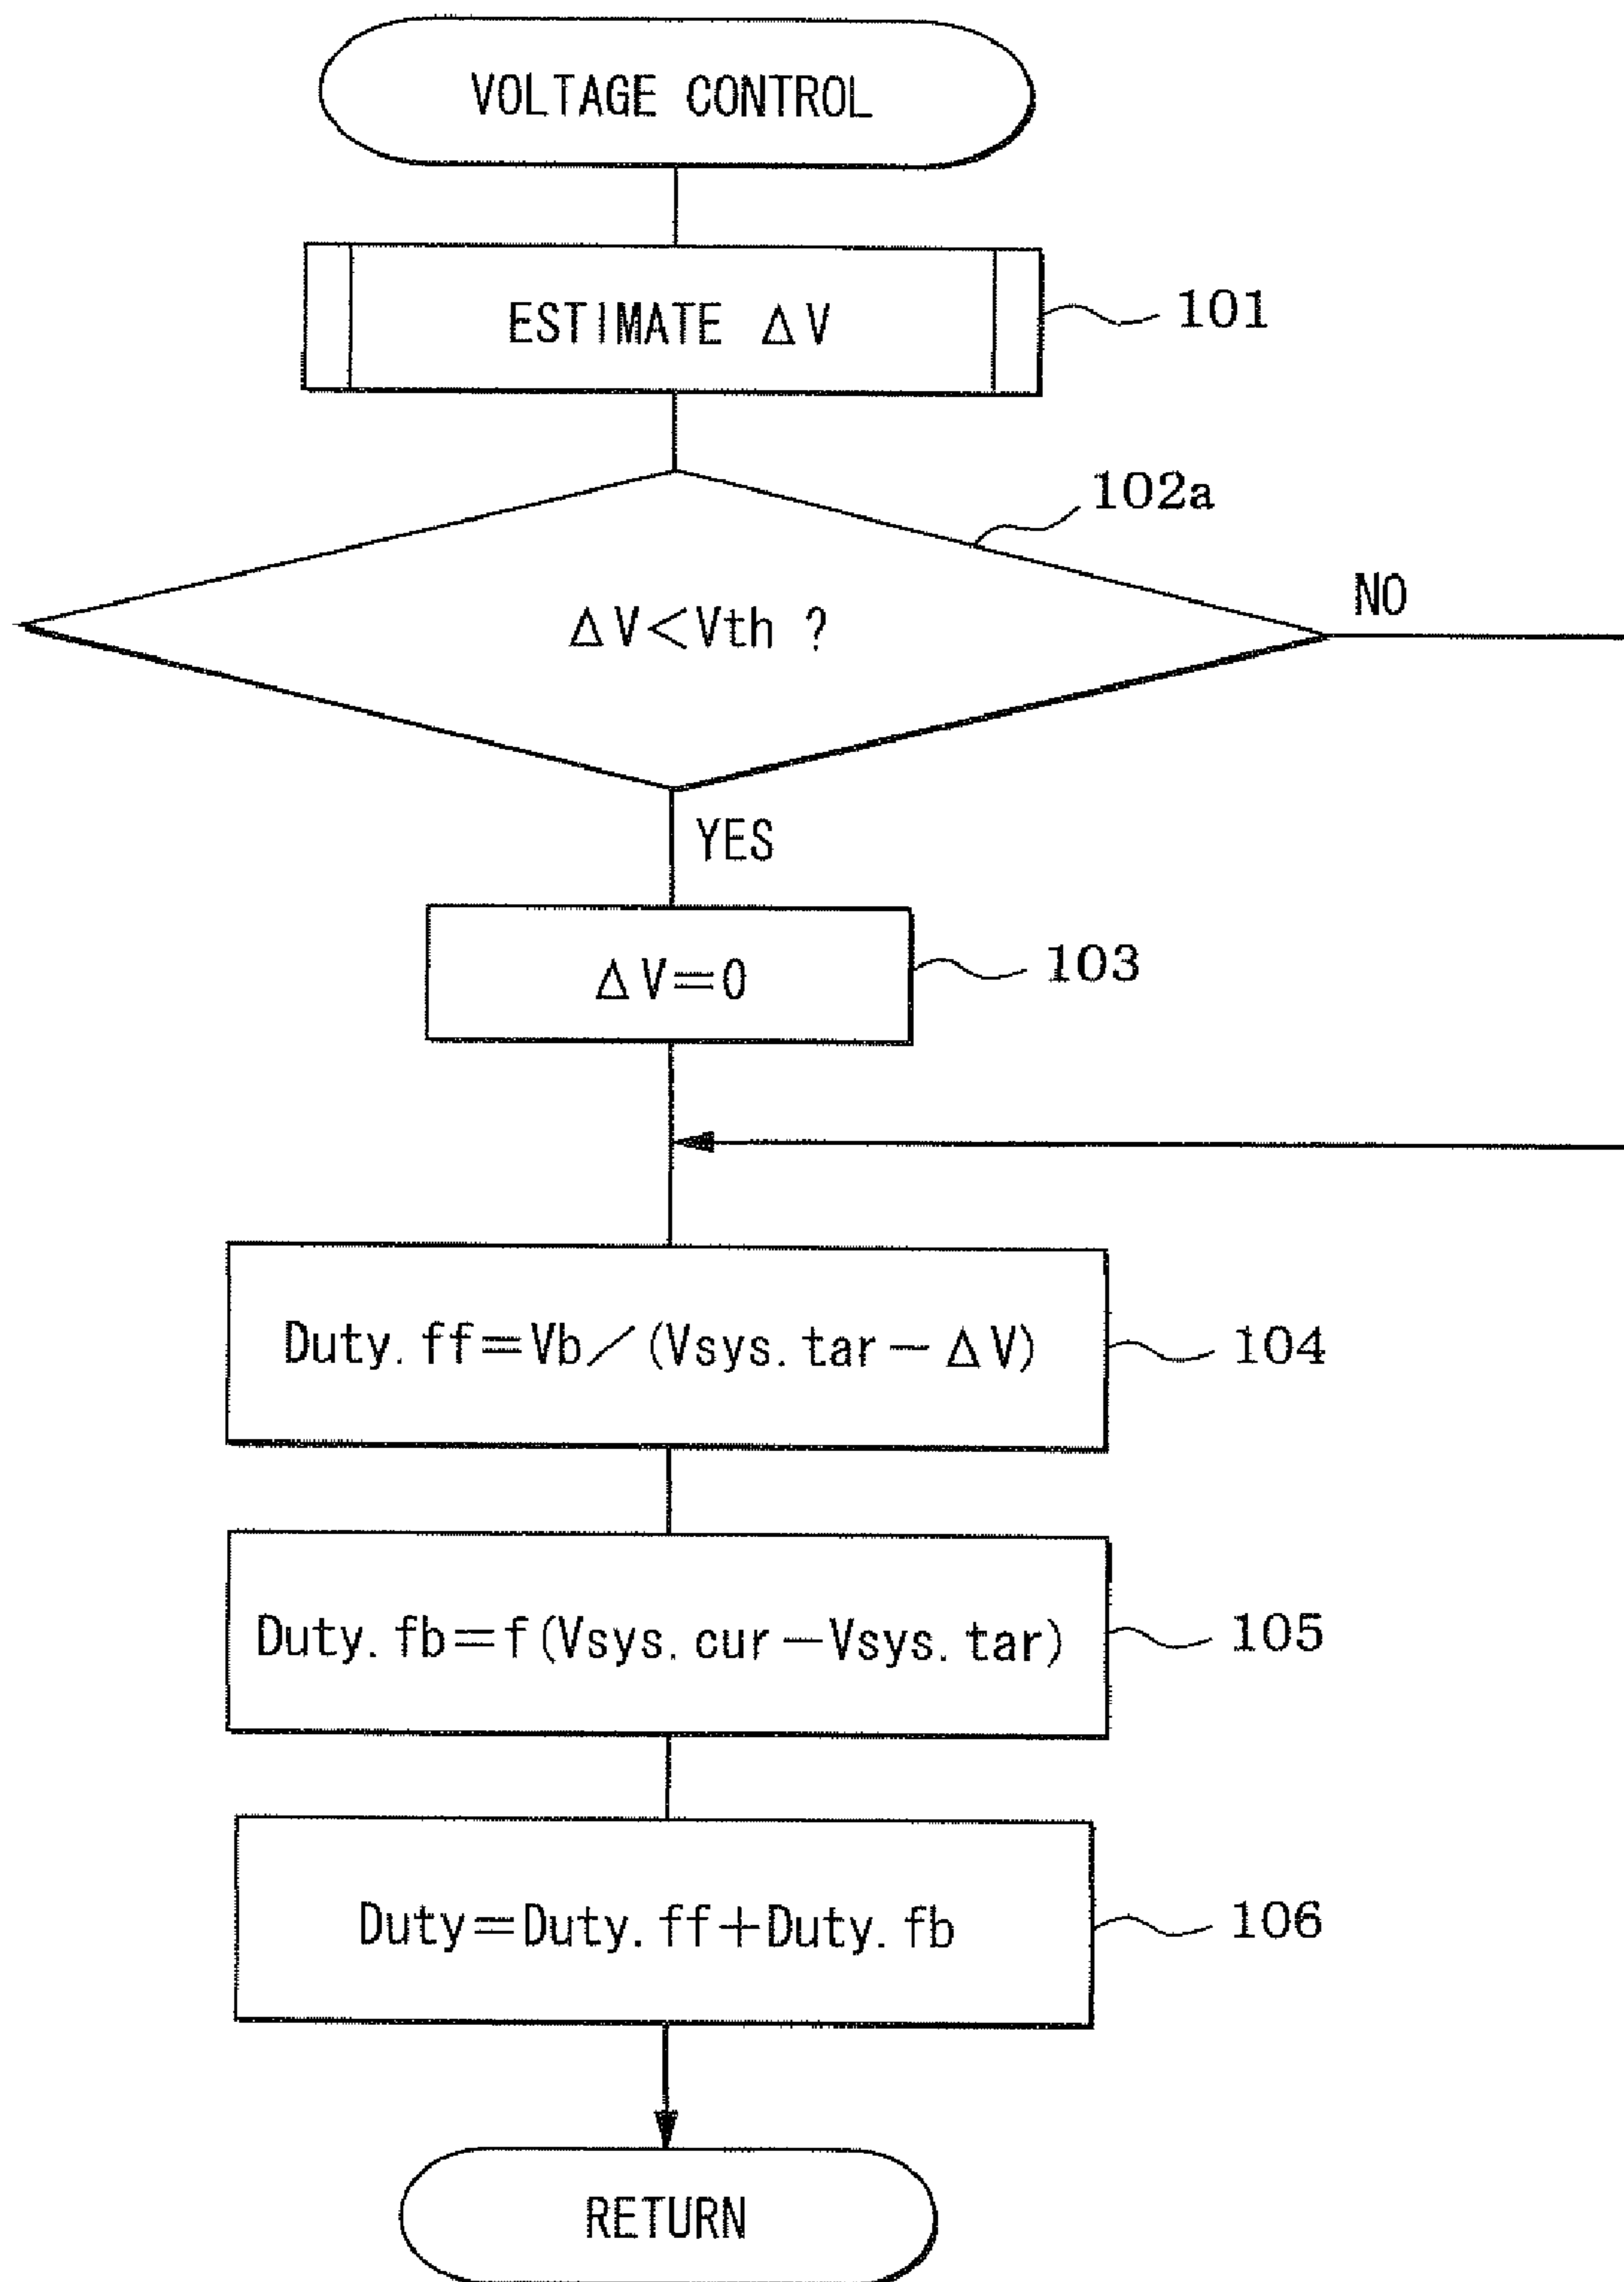 VOLTAGE CONTROL
ESTIMATE ΔV
101
102a
ΔV<Vth ?
NO
YES
ΔV=0
103
Duty.ff=Vb/(Vsys.tar-ΔV)
104
Duty.fb=f(Vsys.cur-Vsys.tar)
105
Duty=Duty.ff+Duty.fb
106
RETURN